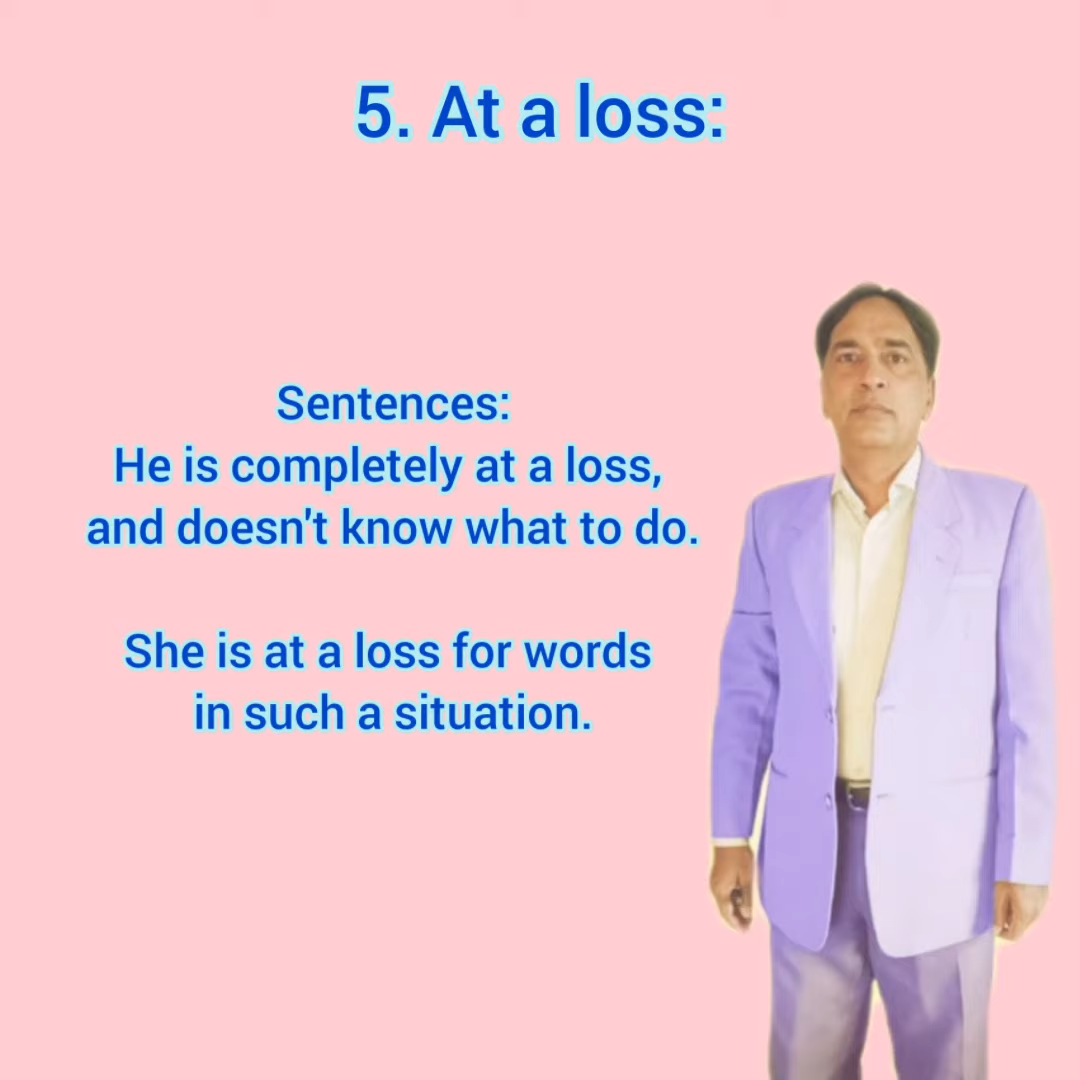 5. At a loss:
Sentences:
He is completely at a loss,
and doesn't know what to do.
She is at a loss for words
in such a situation.